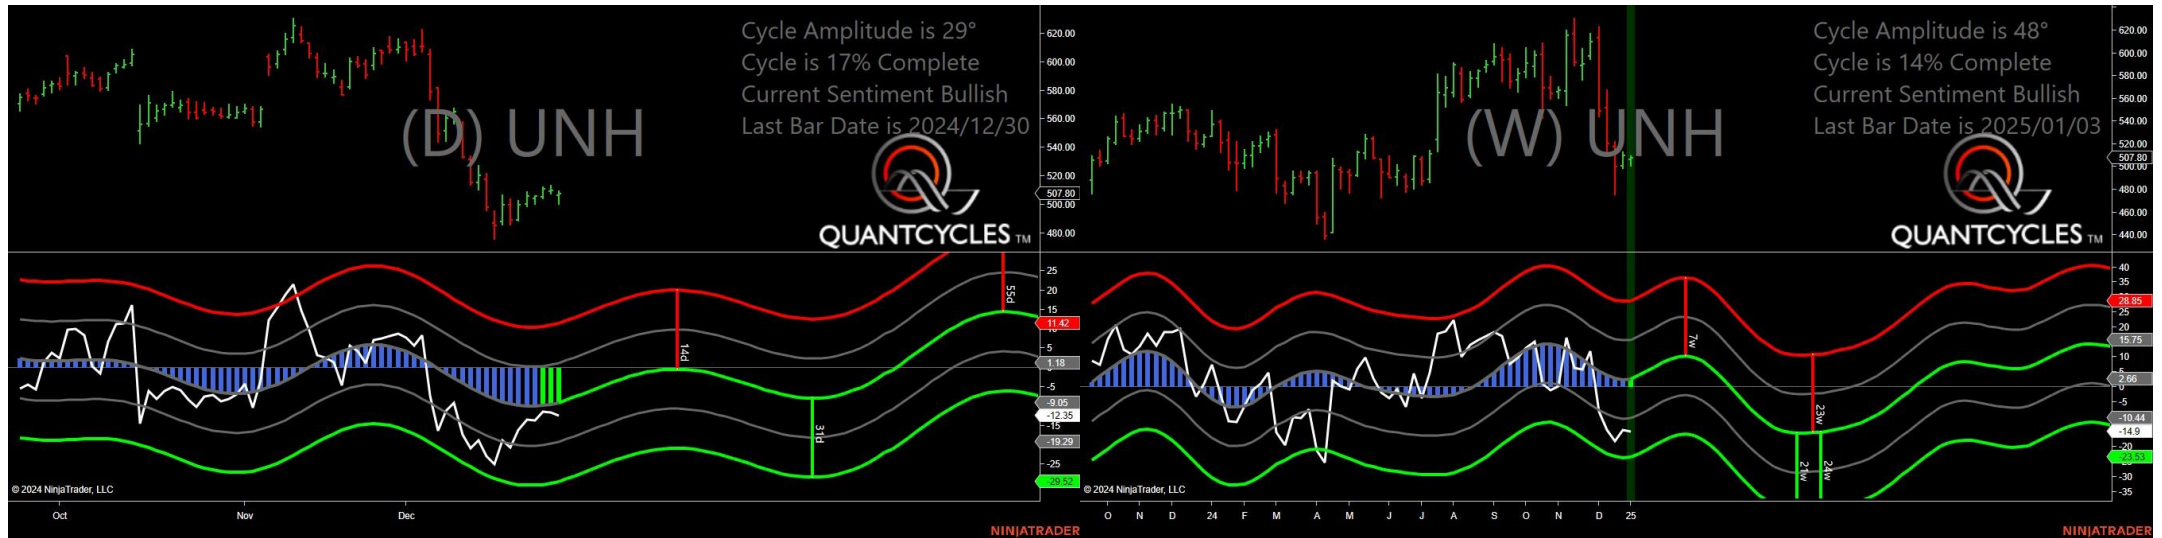 Cycle Amplitude is 29°
Cycle is 17% Complete
Current Sentiment Bullish
Last Bar Date is 2024/12/30
(D) UNH
QUANTCYCLES TM
620.00
600.00
580.00
560.00
540.00
520.00
507.80
500.00
480.00
25
20
15
11.42
5
1.18
-5
-9.05
-12.35
-15
-19.29
-25
-29.52
14d
31d
55d
© 2024 NinjaTrader, LLC
Oct
Nov
Dec
NINJATRADER
Cycle Amplitude is 48°
Cycle is 14% Complete
Current Sentiment Bullish
Last Bar Date is 2025/01/03
(W) UNH
QUANTCYCLES TM
620.00
600.00
580.00
560.00
540.00
520.00
507.80
500.00
480.00
460.00
440.00
40
35
28.85
25
20
15.75
10
5
2.66
-5
-10.44
-14.9
-20
-23.53
-30
-35
7w
23w
21w
24w
© 2024 NinjaTrader, LLC
O N D 24 F M A M J J A S O N D 25
NINJATRADER